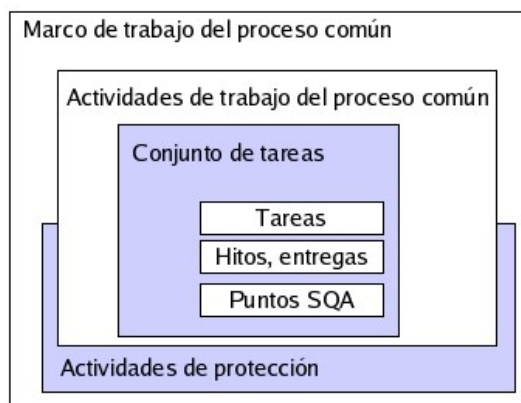 Marco de trabajo del proceso común
Actividades de trabajo del proceso común
Conjunto de tareas
Tareas
Hitos, entregas
Puntos SQA
Actividades de protección